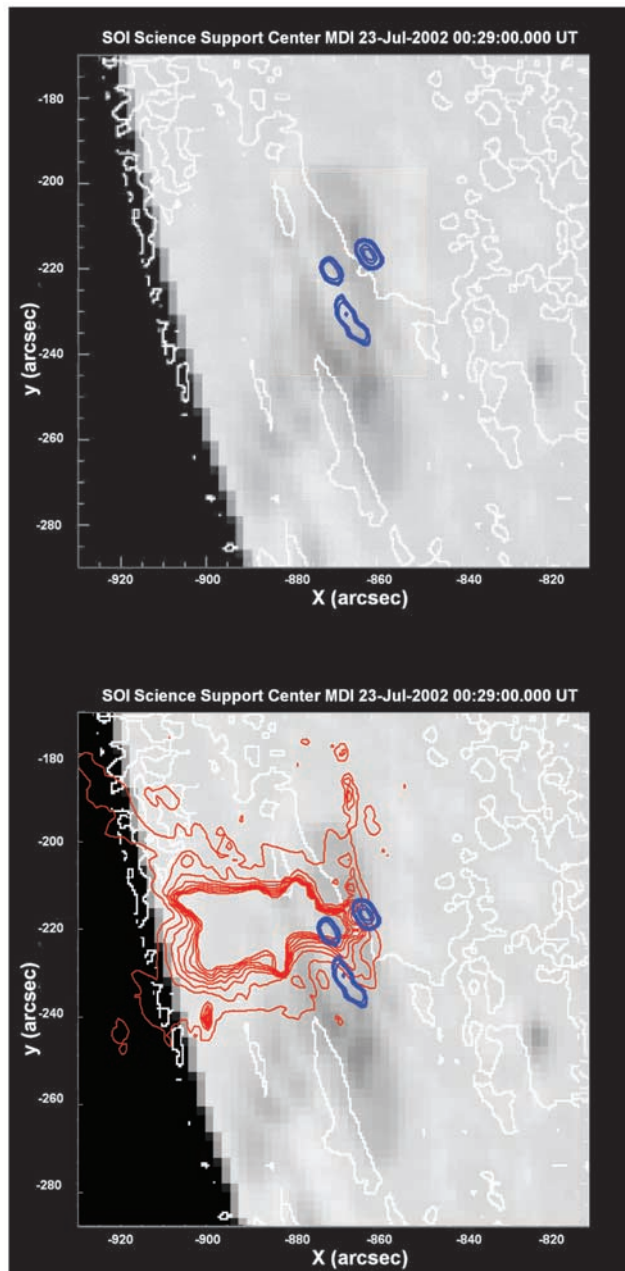 SOI Science Support Center MDI 23-Jul-2002 00:29:00.000 UT
-180
-200
-220
-240
-260
-280
y (arcsec)
-920 -900 -880 -860 -840 -820
X (arcsec)
SOI Science Support Center MDI 23-Jul-2002 00:29:00.000 UT
-180
-200
-220
-240
-260
-280
y (arcsec)
-920 -900 -880 -860 -840 -820
X (arcsec)